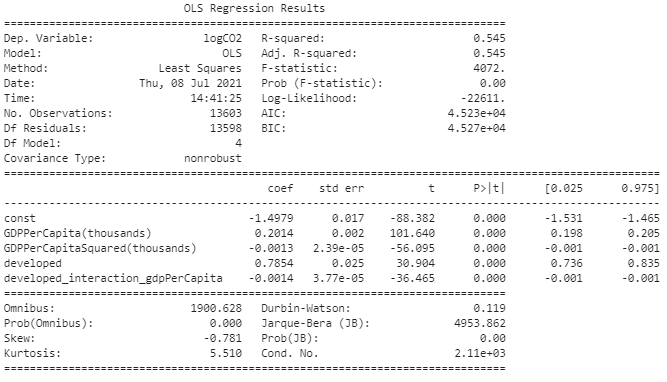 OLS Regression Results
==============================================================================
Dep. Variable: logCO2 R-squared: 0.545
Model: OLS Adj. R-squared: 0.545
Method: Least Squares F-statistic: 4072.
Date: Thu, 08 Jul 2021 Prob (F-statistic): 0.00
Time: 14:41:25 Log-Likelihood: -22611.
No. Observations: 13603 AIC: 4.523e+04
Df Residuals: 13598 BIC: 4.527e+04
Df Model: 4
Covariance Type: nonrobust
==============================================================================
coef std err t P>|t| [0.025 0.975]
------------------------------------------------------------------------------
const -1.4979 0.017 -88.382 0.000 -1.531 -1.465
GDPPerCapita(thousands) 0.2014 0.002 101.640 0.000 0.198 0.205
GDPPerCapitaSquared(thousands) -0.0013 2.39e-05 -56.095 0.000 -0.001 -0.001
developed 0.7854 0.025 30.904 0.000 0.736 0.835
developed_interaction_gdpPerCapita -0.0014 3.77e-05 -36.465 0.000 -0.001 -0.001
==============================================================================
Omnibus: 1900.628 Durbin-Watson: 0.119
Prob(Omnibus): 0.000 Jarque-Bera (JB): 4953.862
Skew: -0.781 Prob(JB): 0.00
Kurtosis: 5.510 Cond. No. 2.11e+03
==============================================================================